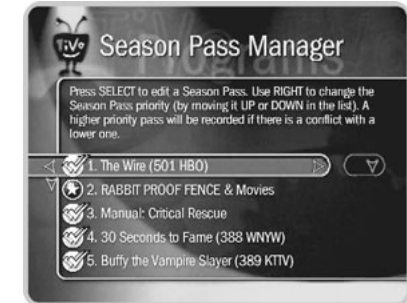 TiVo
Season Pass Manager
Press SELECT to edit a Season Pass. Use RIGHT to change the
Season Pass priority (by moving it UP or DOWN in the list). A
higher priority pass will be recorded if there is a conflict with a
lower one.
1. The Wire (501 HBO)
2. RABBIT PROOF FENCE & Movies
3. Manual: Critical Rescue
4. 30 Seconds to Fame (388 WNYW)
5. Buffy the Vampire Slayer (389 KTTV)